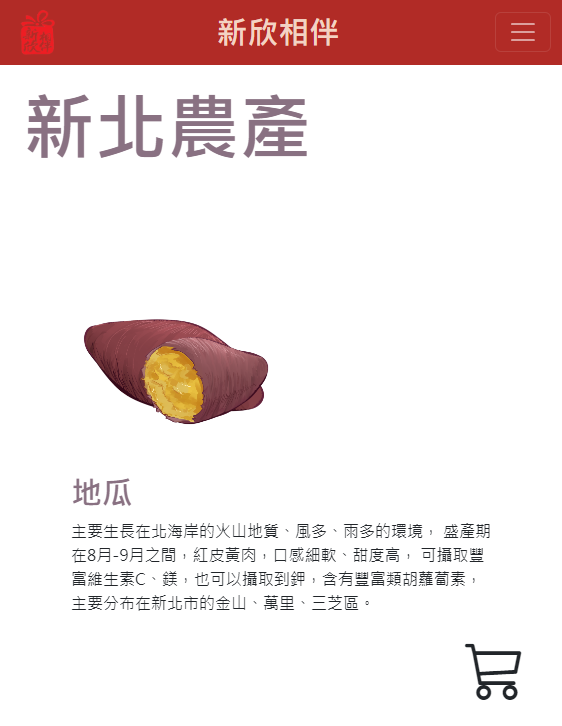 新欣相伴
新北農產
地瓜
主要生長在北海岸的火山地質、風多、雨多的環境， 盛產期
在8月-9月之間，紅皮黃肉，口感細軟、甜度高， 可攝取豐
富維生素C、鎂，也可以攝取到鉀，含有豐富類胡蘿蔔素，
主要分布在新北市的金山、萬里、三芝區。